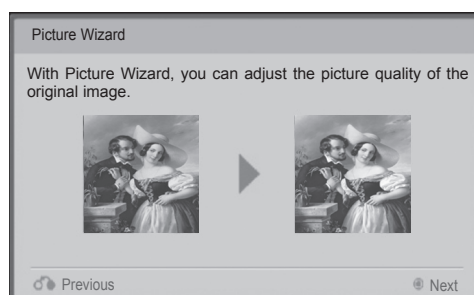 Picture Wizard
With Picture Wizard, you can adjust the picture quality of the
original image.
Previous
Next